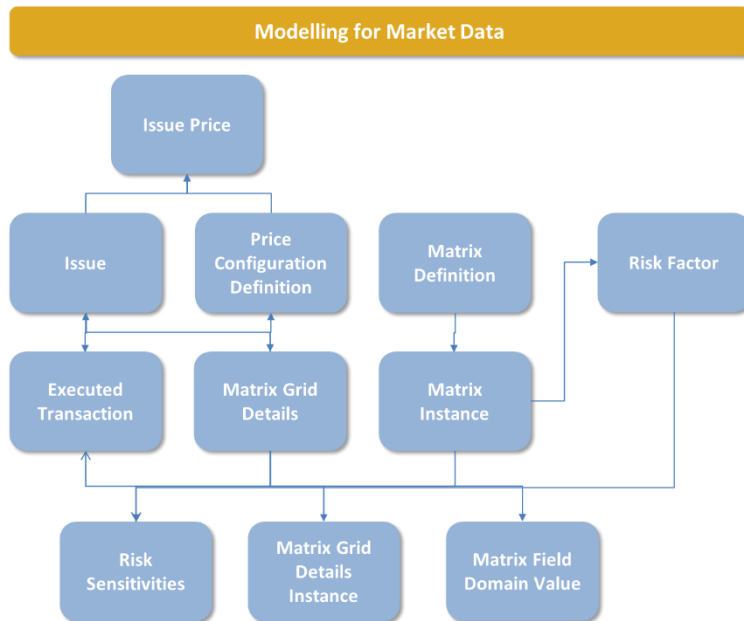 Modelling for Market Data
Issue Price
Issue
Price
Configuration
Definition
Matrix
Definition
Risk Factor
Executed
Transaction
Matrix Grid
Details
Matrix
Instance
Risk
Sensitivities
Matrix Grid
Details
Instance
Matrix Field
Domain Value